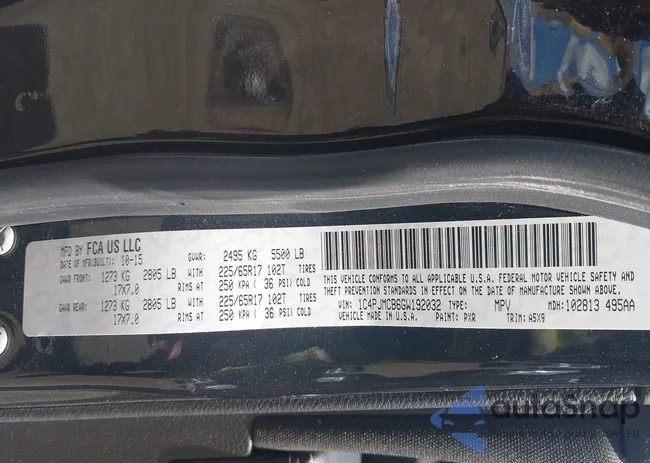 MFD BY FCA US LLC
DATE OF MFR(BUILT): 10-15 GVWR: 2495 KG 5500 LB
GAWR FRONT: 1273 KG 2805 LB WITH 225/65R17 102T TIRES
17X7.0 RIMS AT 250 KPA ( 36 PSI) COLD
GAWR REAR: 1273 KG 2805 LB WITH 225/65R17 102T TIRES
17X7.0 RIMS AT 250 KPA ( 36 PSI) COLD
THIS VEHICLE CONFORMS TO ALL APPLICABLE U.S.A. FEDERAL MOTOR VEHICLE SAFETY AND
THEFT PREVENTION STANDARDS IN EFFECT ON THE DATE OF MANUFACTURE SHOWN ABOVE.
VIN: 1C4PJMCB6GW192032 TYPE: MPV MDH: 102813 495AA
VEHICLE MADE IN U.S.A. PAINT: PXR TRIM: A5X9
autaSnap